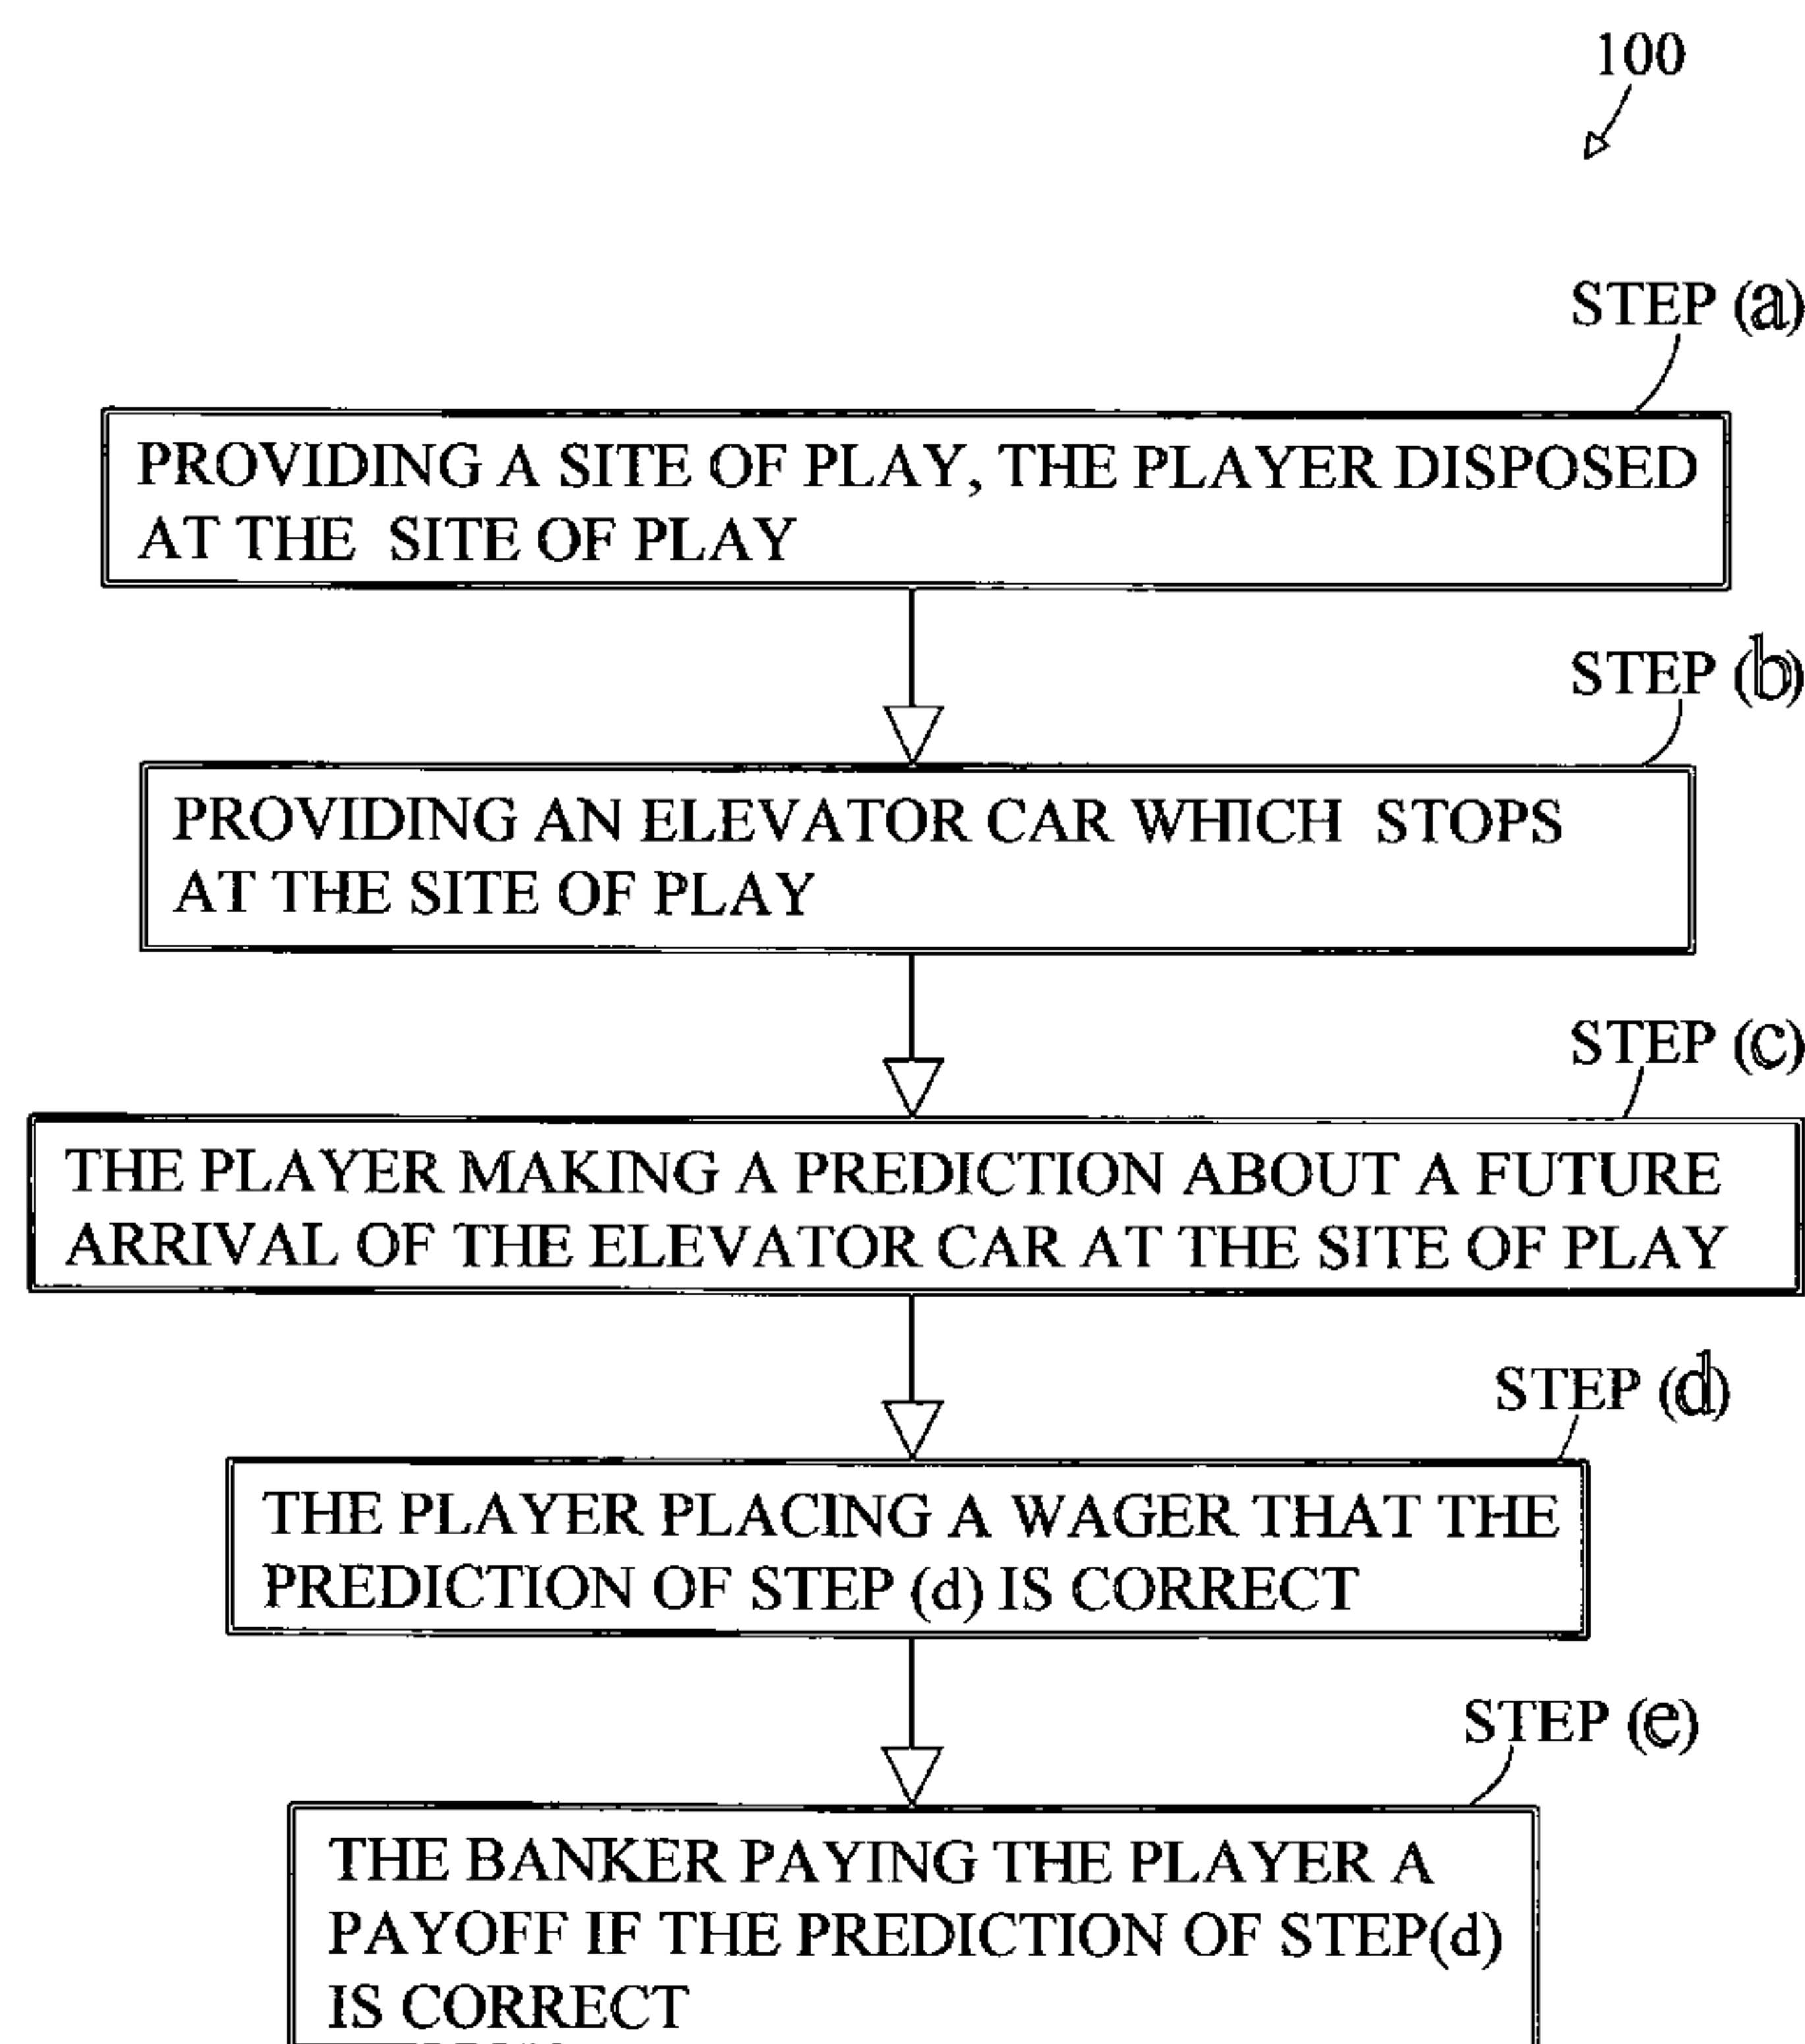 100
STEP (a)
PROVIDING A SITE OF PLAY, THE PLAYER DISPOSED
AT THE SITE OF PLAY
STEP (b)
PROVIDING AN ELEVATOR CAR WHICH STOPS
AT THE SITE OF PLAY
STEP (c)
THE PLAYER MAKING A PREDICTION ABOUT A FUTURE
ARRIVAL OF THE ELEVATOR CAR AT THE SITE OF PLAY
STEP (d)
THE PLAYER PLACING A WAGER THAT THE
PREDICTION OF STEP (d) IS CORRECT
STEP (e)
THE BANKER PAYING THE PLAYER A
PAYOFF IF THE PREDICTION OF STEP(d)
IS CORRECT